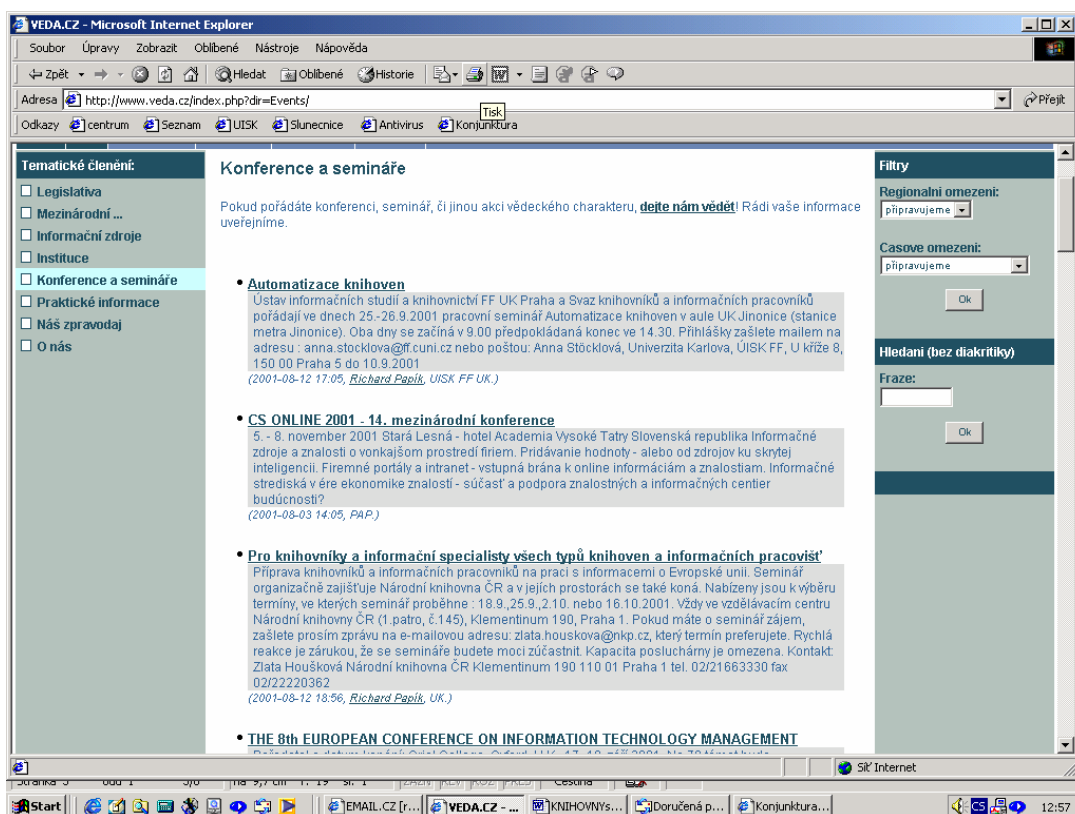 VEDA.CZ - Microsoft Internet Explorer
Soubor Úpravy Zobrazit Oblíbené Nástroje Nápověda
Zpět Hledat Oblíbené Historie
Adresa http://www.veda.cz/index.php?dir=Events/ Přejít
Tisk
Odkazy centrum Seznam UISK Slunecnice Antivirus Konjunktura
Tematické členění:
Legislativa
Mezinárodní ...
Informační zdroje
Instituce
Konference a semináře
Praktické informace
Náš zpravodaj
O nás
Konference a semináře
Pokud pořádáte konferenci, seminář, či jinou akci vědeckého charakteru, dejte nám vědět! Rádi vaše informace
uveřejníme.
Automatizace knihoven
Ústav informačních studií a knihovnictví FF UK Praha a Svaz knihovníků a informačních pracovníků
pořádají ve dnech 25.-26.9.2001 pracovní seminář Automatizace knihoven v aule UK Jinonice (stanice
metra Jinonice). Oba dny se začíná v 9.00 předpokládaná konec ve 14.30. Přihlášky zašlete mailem na
adresu : anna.stocklova@ff.cuni.cz nebo poštou: Anna Stöcklová, Univerzita Karlova, ÚISK FF, U kříže 8,
150 00 Praha 5 do 10.9.2001
(2001-08-12 17:05, Richard Papík, UISK FF UK.)
CS ONLINE 2001 - 14. mezinárodní konference
5. - 8. november 2001 Stará Lesná - hotel Academia Vysoké Tatry Slovenská republika Informačné
zdroje a znalosti o vonkajšom prostredí firiem. Pridávanie hodnoty - alebo od zdrojov ku skrytej
inteligencii. Firemné portály a intranet - vstupná brána k online informáciám a znalostiam. Informačné
strediská v ére ekonomike znalostí - súčasť a podpora znalostných a informačných centier
budúcnosti?
(2001-08-03 14:05, PAP.)
Pro knihovníky a informační specialisty všech typů knihoven a informačních pracovišť
Příprava knihovníků a informačních pracovniků na praci s informacemi o Evropské unii. Seminář
organizačně zajišťuje Národní knihovna ČR a v jejích prostorách se také koná. Nabízeny jsou k výběru
termíny, ve kterých seminář proběhne : 18.9.,25.9.,2.10. nebo 16.10.2001. Vždy ve vzdělávacím centru
Národní knihovny ČR (1.patro, č.145), Klementinum 190, Praha 1. Pokud máte o seminář zájem,
zašlete prosím zprávu na e-mailovou adresu: zlata.houskova@nkp.cz, který termín preferujete. Rychlá
reakce je zárukou, že se semináře budete moci zúčastnit. Kapacita posluchárny je omezena. Kontakt:
Zlata Houšková Národní knihovna ČR Klementinum 190 110 01 Praha 1 tel. 02/21663330 fax
02/22220362
(2001-08-12 18:56, Richard Papík, UK.)
THE 8th EUROPEAN CONFERENCE ON INFORMATION TECHNOLOGY MANAGEMENT
Filtry
Regionalni omezeni:
připravujeme
Casove omezeni:
připravujeme
Ok
Hledani (bez diakritiky)
Fraze:
Ok
Síť Internet
Start EMAIL.CZ [r... VEDA.CZ - ... KNIHOVNYs... Doručená p... Konjunktura... CS 12:57